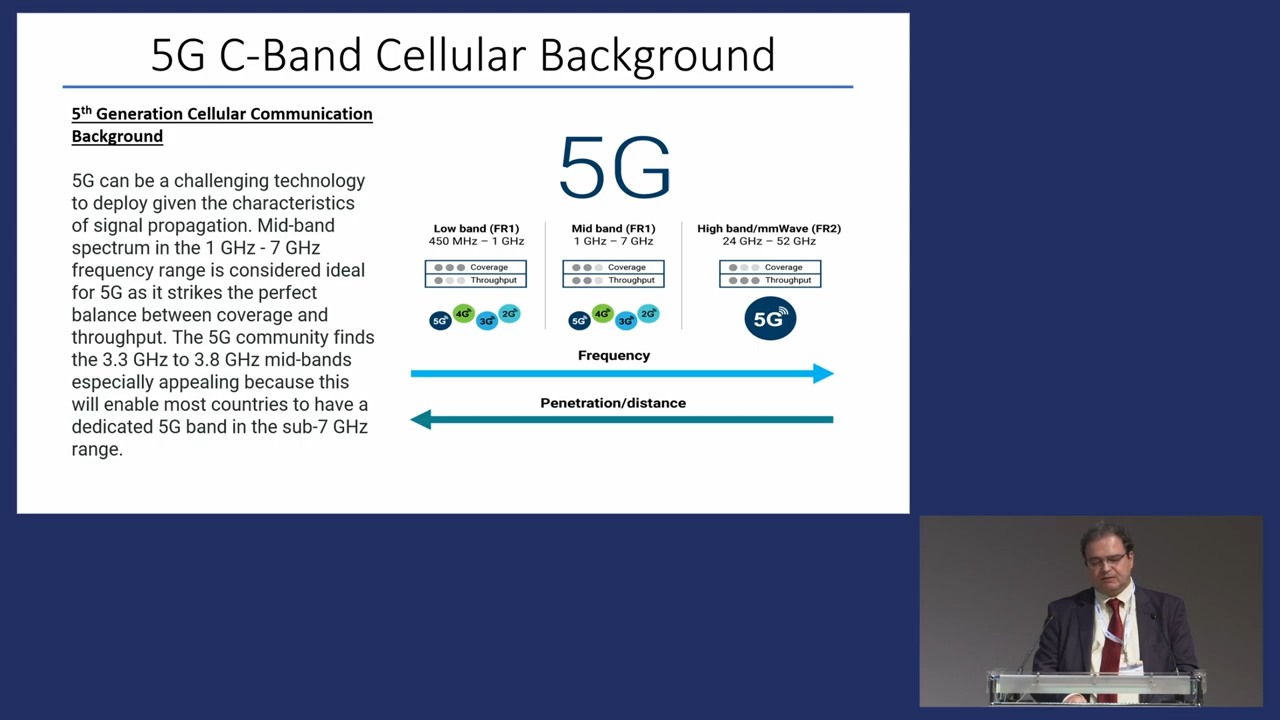 5G C-Band Cellular Background
5th Generation Cellular Communication
Background
5G can be a challenging technology
to deploy given the characteristics
of signal propagation. Mid-band
spectrum in the 1 GHz - 7 GHz
frequency range is considered ideal
for 5G as it strikes the perfect
balance between coverage and
throughput. The 5G community finds
the 3.3 GHz to 3.8 GHz mid-bands
especially appealing because this
will enable most countries to have a
dedicated 5G band in the sub-7 GHz
range.
5G
Low band (FR1)
450 MHz – 1 GHz
Coverage
Throughput
5G 4G 3G 2G
Mid band (FR1)
1 GHz – 7 GHz
Coverage
Throughput
5G 4G 3G 2G
High band/mmWave (FR2)
24 GHz – 52 GHz
Coverage
Throughput
5G
Frequency
Penetration/distance